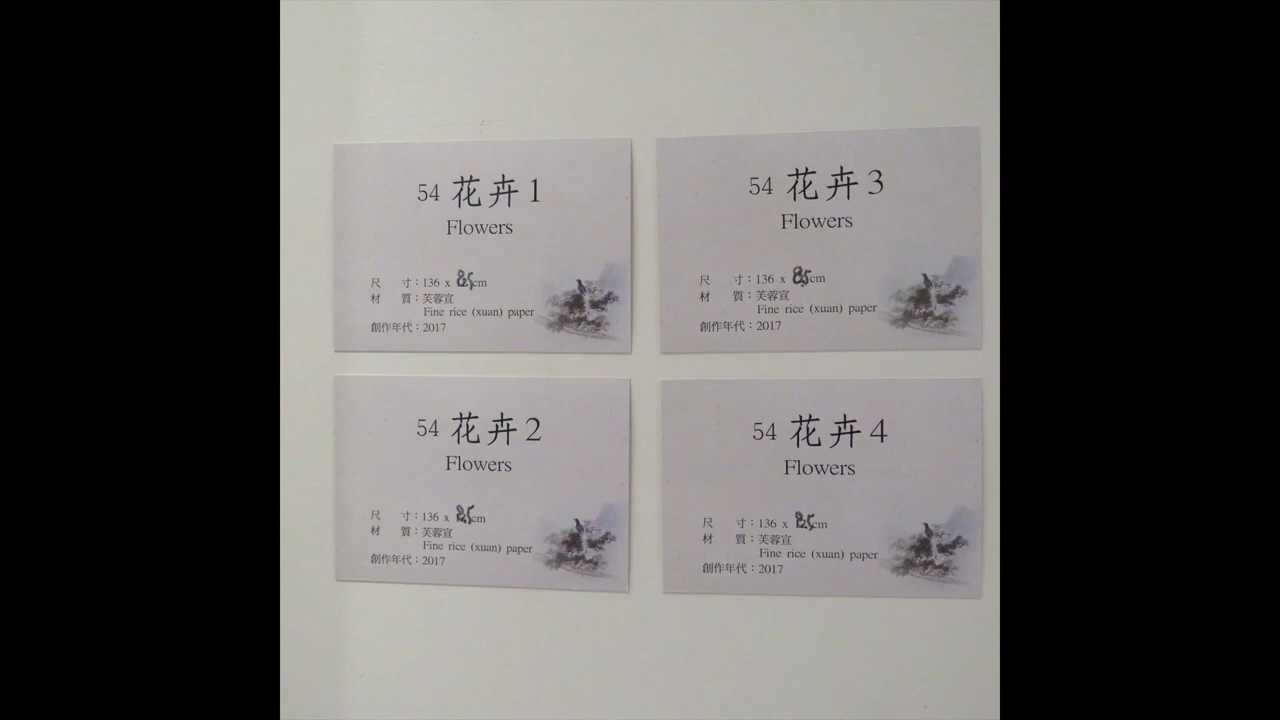 54 花卉1
Flowers
尺 寸：136 x 85cm
材 質：芙蓉宣
Fine rice (xuan) paper
創作年代：2017
54 花卉3
Flowers
尺 寸：136 x 85cm
材 質：芙蓉宣
Fine rice (xuan) paper
創作年代：2017
54 花卉2
Flowers
尺 寸：136 x 85cm
材 質：芙蓉宣
Fine rice (xuan) paper
創作年代：2017
54 花卉4
Flowers
尺 寸：136 x 85cm
材 質：芙蓉宣
Fine rice (xuan) paper
創作年代：2017